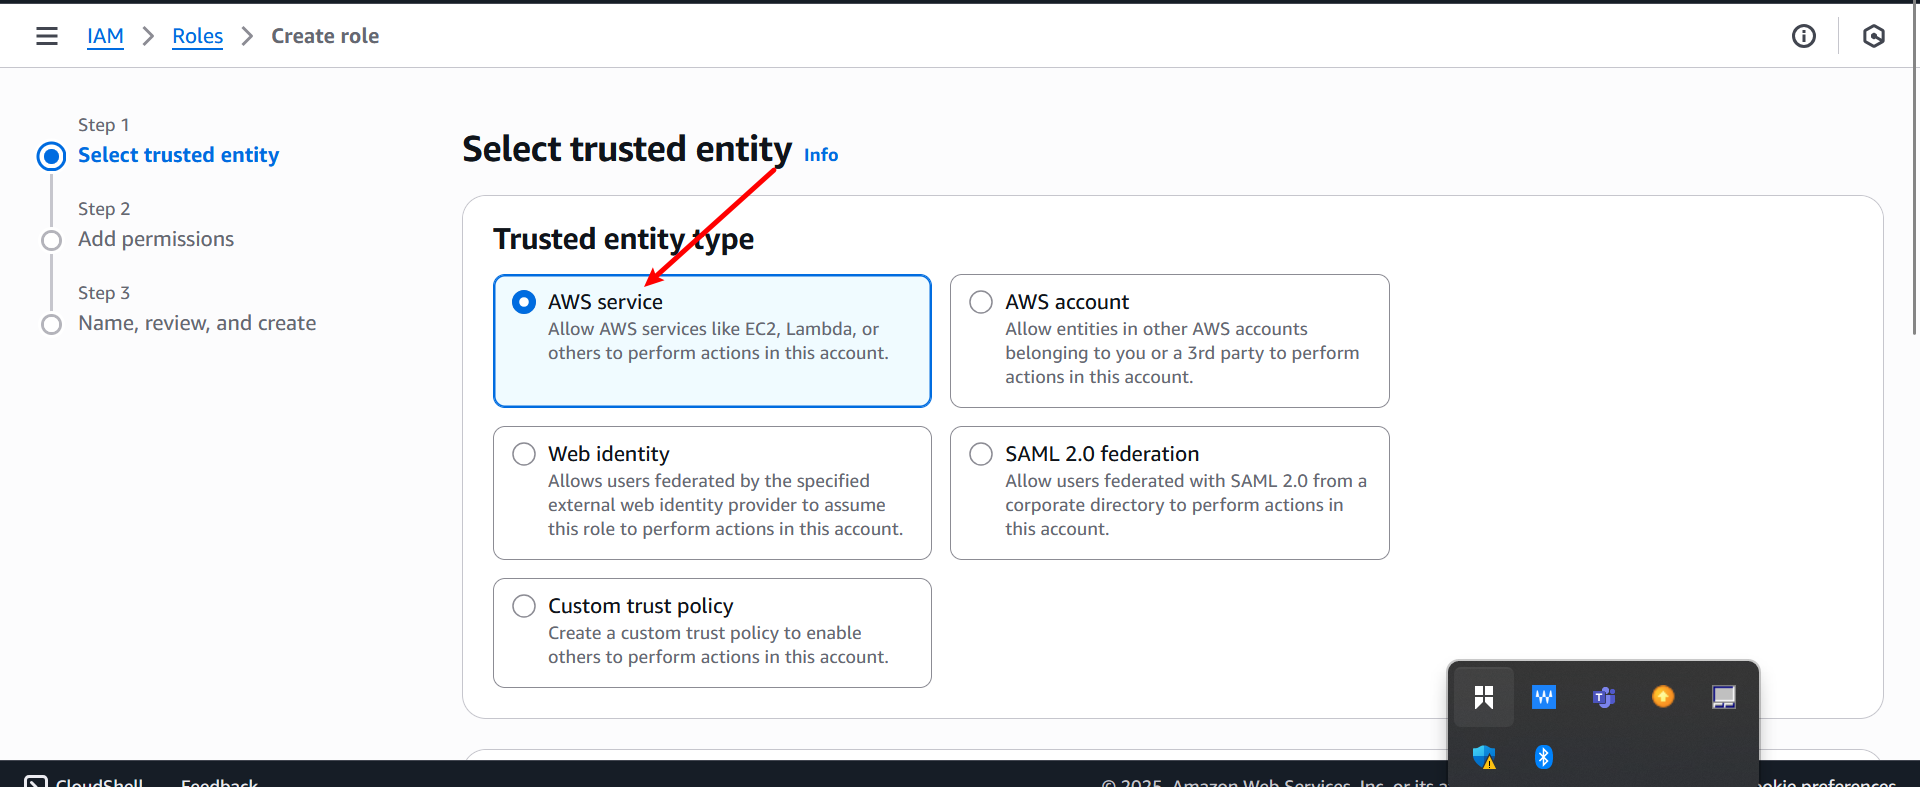 IAM > Roles > Create role
Step 1
Select trusted entity
Step 2
Add permissions
Step 3
Name, review, and create
Select trusted entity Info
Trusted entity type
AWS service
Allow AWS services like EC2, Lambda, or
others to perform actions in this account.
AWS account
Allow entities in other AWS accounts
belonging to you or a 3rd party to perform
actions in this account.
Web identity
Allows users federated by the specified
external web identity provider to assume
this role to perform actions in this account.
SAML 2.0 federation
Allow users federated with SAML 2.0 from a
corporate directory to perform actions in
this account.
Custom trust policy
Create a custom trust policy to enable
others to perform actions in this account.
CloudShell Feedback © 2025, Amazon Web Services, Inc. or its preferences